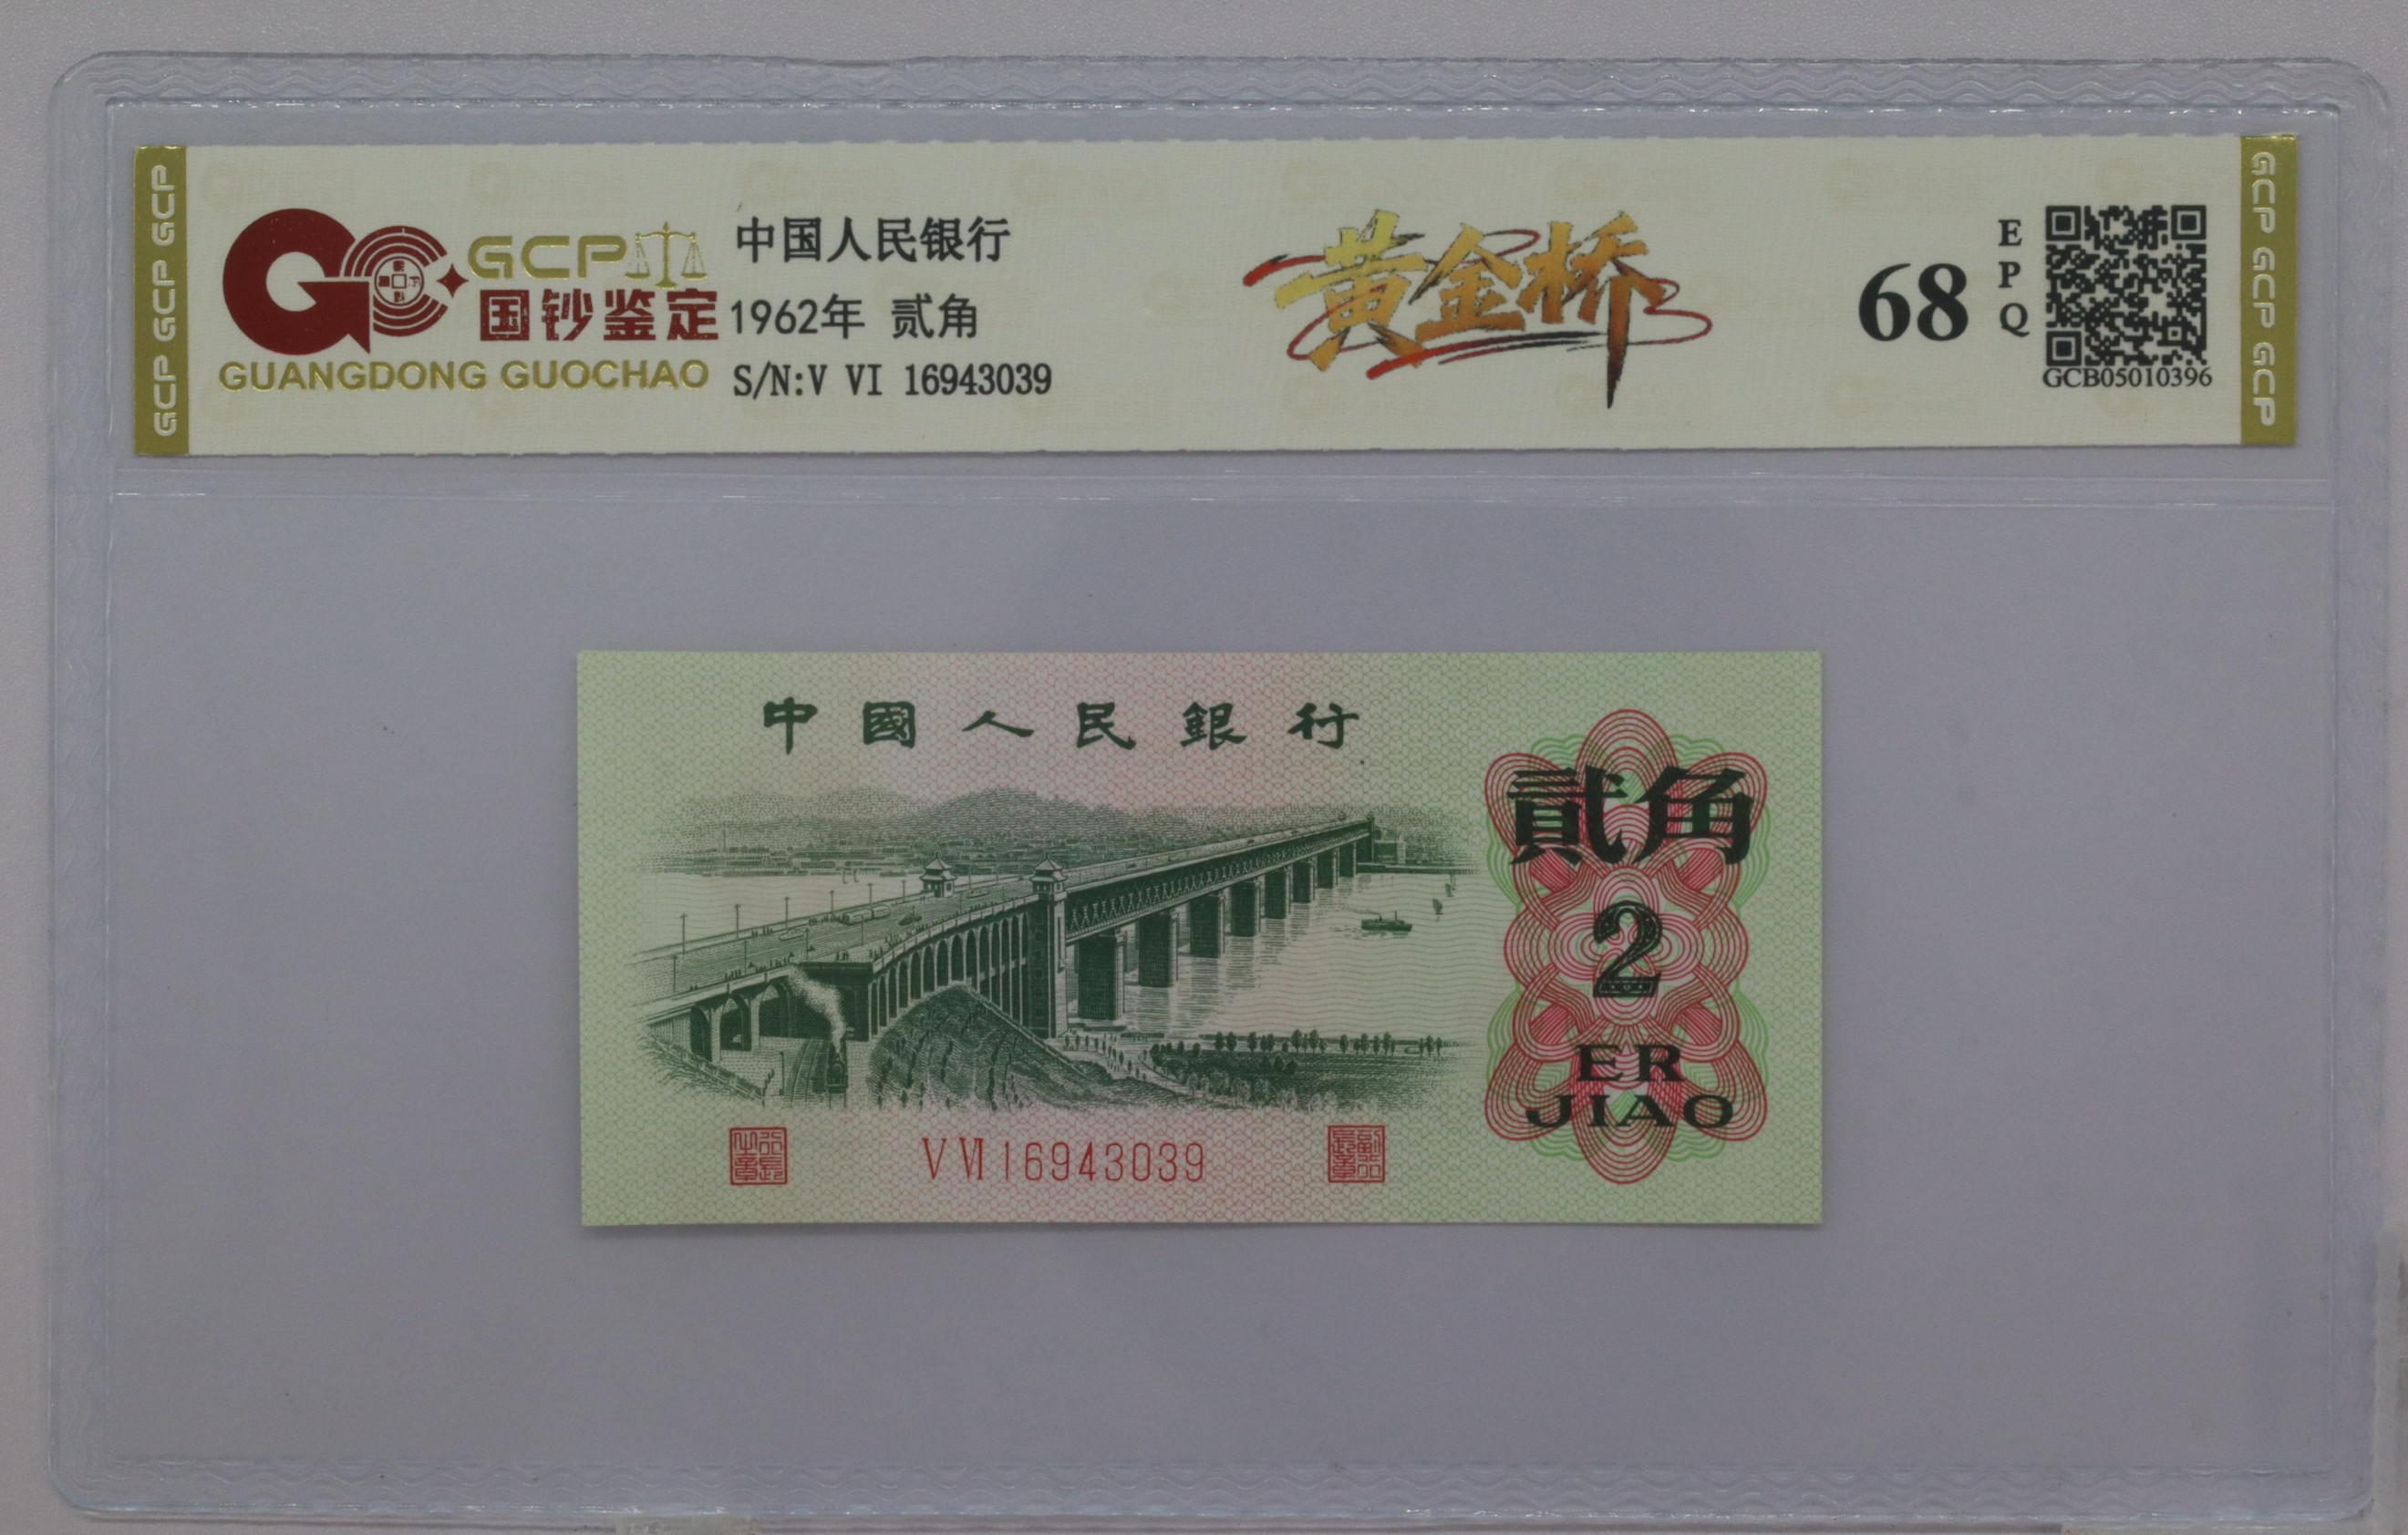 GCP GCP GCP
GCP
国钞鉴定
GUANGDONG GUOCHAO
中国人民银行
1962年 贰角
S/N:V VI 16943039
黄金桥
68
EPQ
GCB05010396
GCP GCP GCP
中國人民銀行
貳角
2
ER
JIAO
V VI 16943039